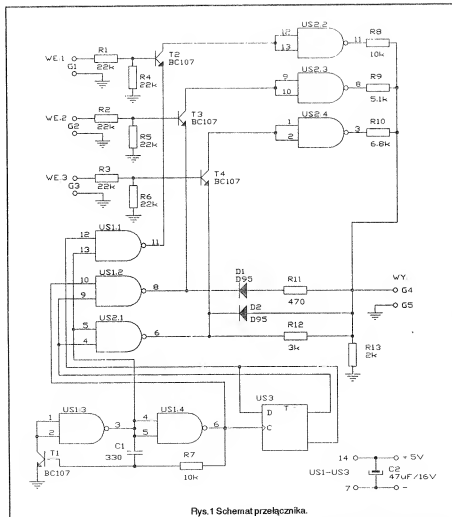 T2
BC107
WE.1
G1
R1
22k
R4
22k
12
13
US2.2
11
R8
10k
WE.2
G2
R2
22k
R5
22k
T3
BC107
9
10
US2.3
8
R9
5.1k
WE.3
G3
R3
22k
R6
22k
T4
BC107
1
2
US2.4
3
R10
6.8k
12
13
US1.1
11
10
9
US1.2
8
D1
D95
R11
470
WY.
G4
G5
5
4
US2.1
6
D2
D95
R12
3k
R13
2k
1
2
US1.3
3
4
5
US1.4
6
US3
D
T
C
T1
BC107
C1
330
R7
10k
14
+ 5V
US1-US3
C2
47uF/16V
7
-
Rys.1 Schemat przełącznika.